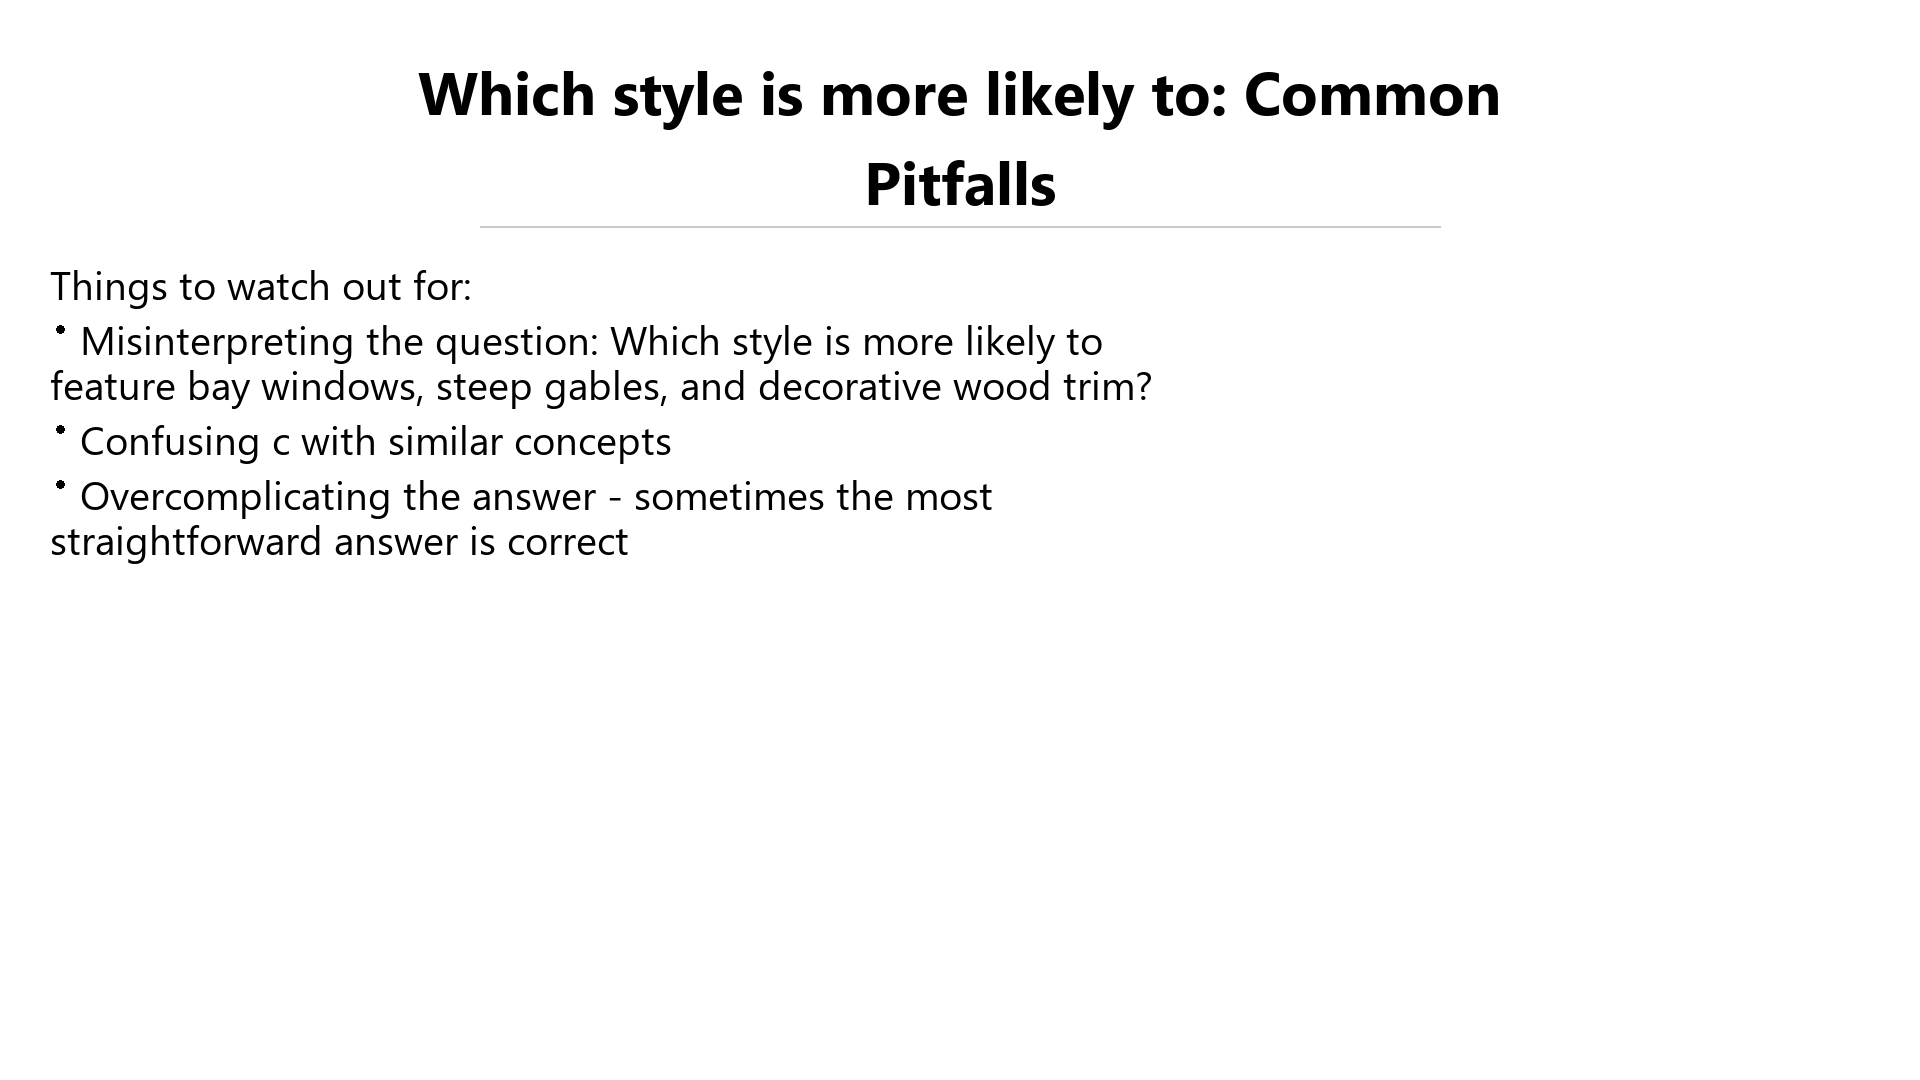 Which style is more likely to: Common
Pitfalls
Things to watch out for:
• Misinterpreting the question: Which style is more likely to
feature bay windows, steep gables, and decorative wood trim?
• Confusing c with similar concepts
• Overcomplicating the answer - sometimes the most
straightforward answer is correct